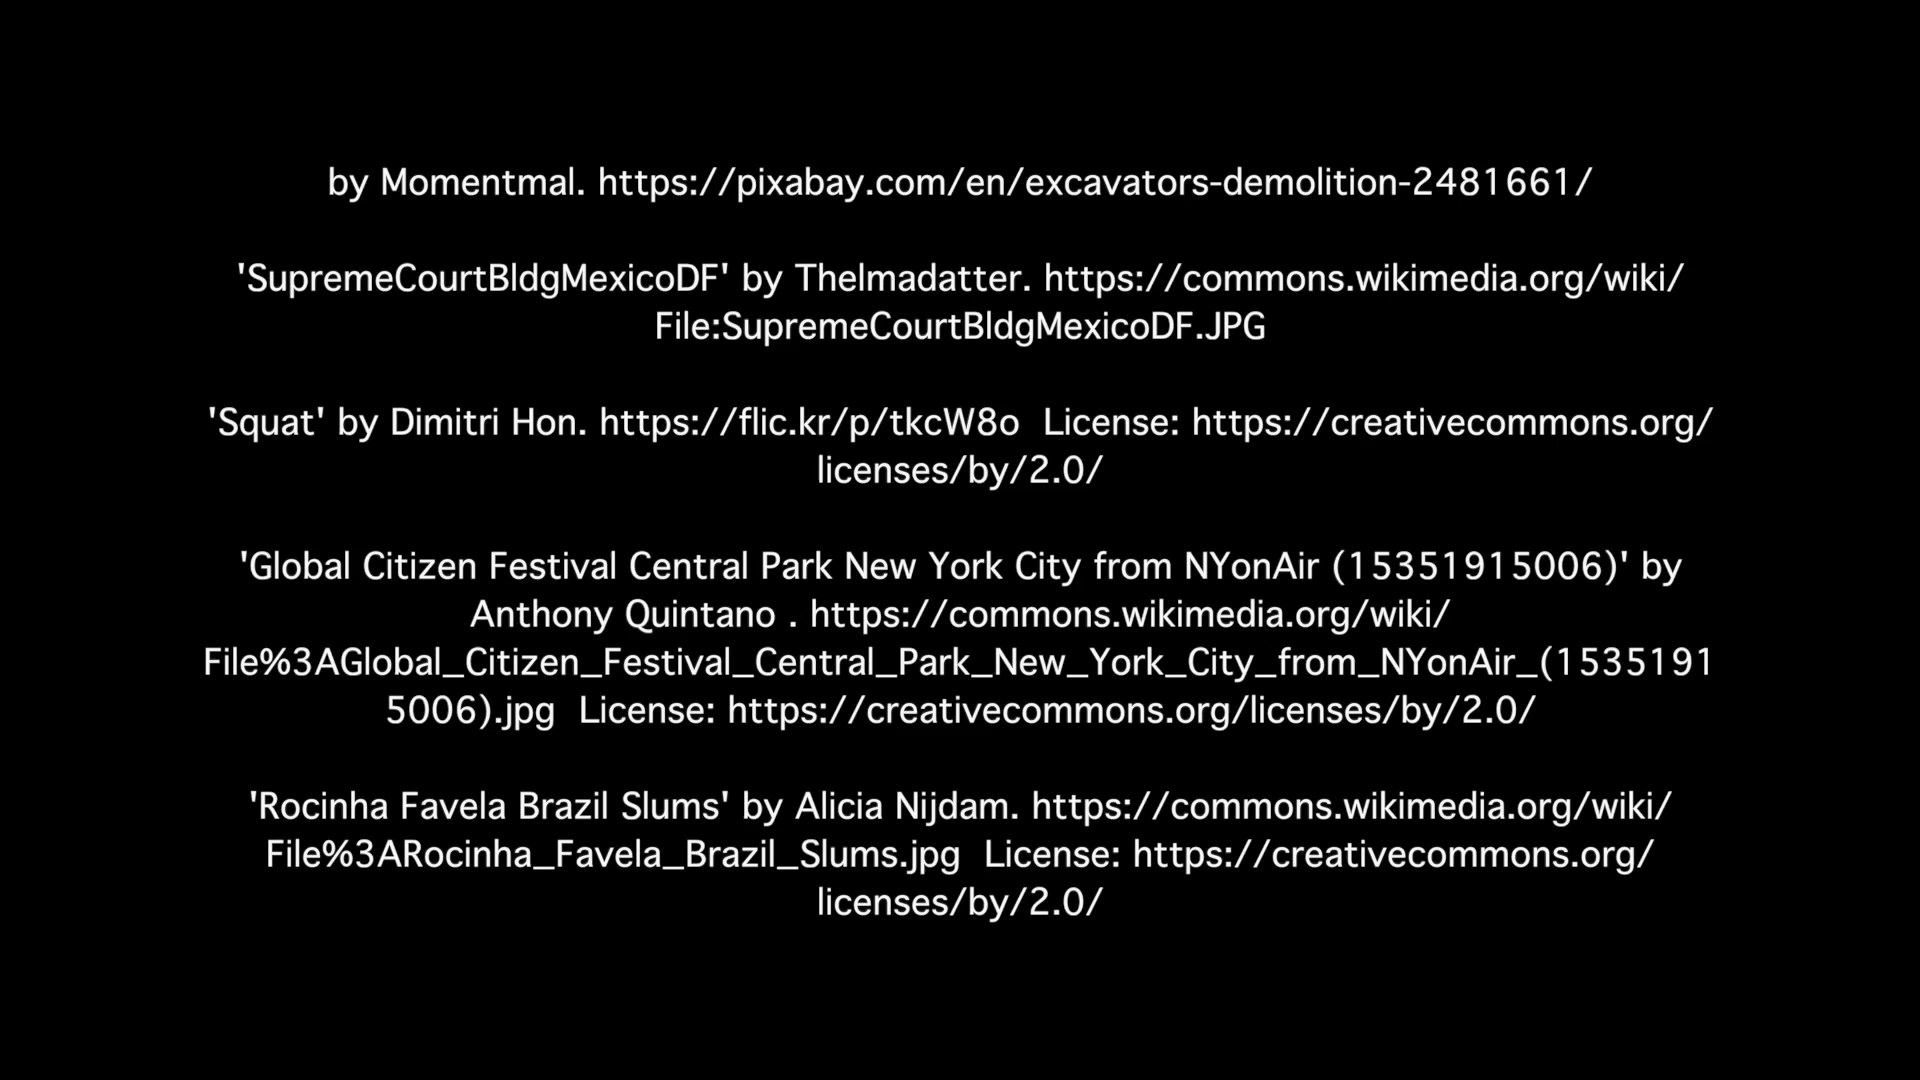 by Momentmal. https://pixabay.com/en/excavators-demolition-2481661/
'SupremeCourtBldgMexicoDF' by Thelmadatter. https://commons.wikimedia.org/wiki/
File:SupremeCourtBldgMexicoDF.JPG
'Squat' by Dimitri Hon. https://flic.kr/p/tkcW8o  License: https://creativecommons.org/
licenses/by/2.0/
'Global Citizen Festival Central Park New York City from NYonAir (15351915006)' by
Anthony Quintano . https://commons.wikimedia.org/wiki/
File%3AGlobal_Citizen_Festival_Central_Park_New_York_City_from_NYonAir_(1535191
5006).jpg  License: https://creativecommons.org/licenses/by/2.0/
'Rocinha Favela Brazil Slums' by Alicia Nijdam. https://commons.wikimedia.org/wiki/
File%3ARocinha_Favela_Brazil_Slums.jpg  License: https://creativecommons.org/
licenses/by/2.0/